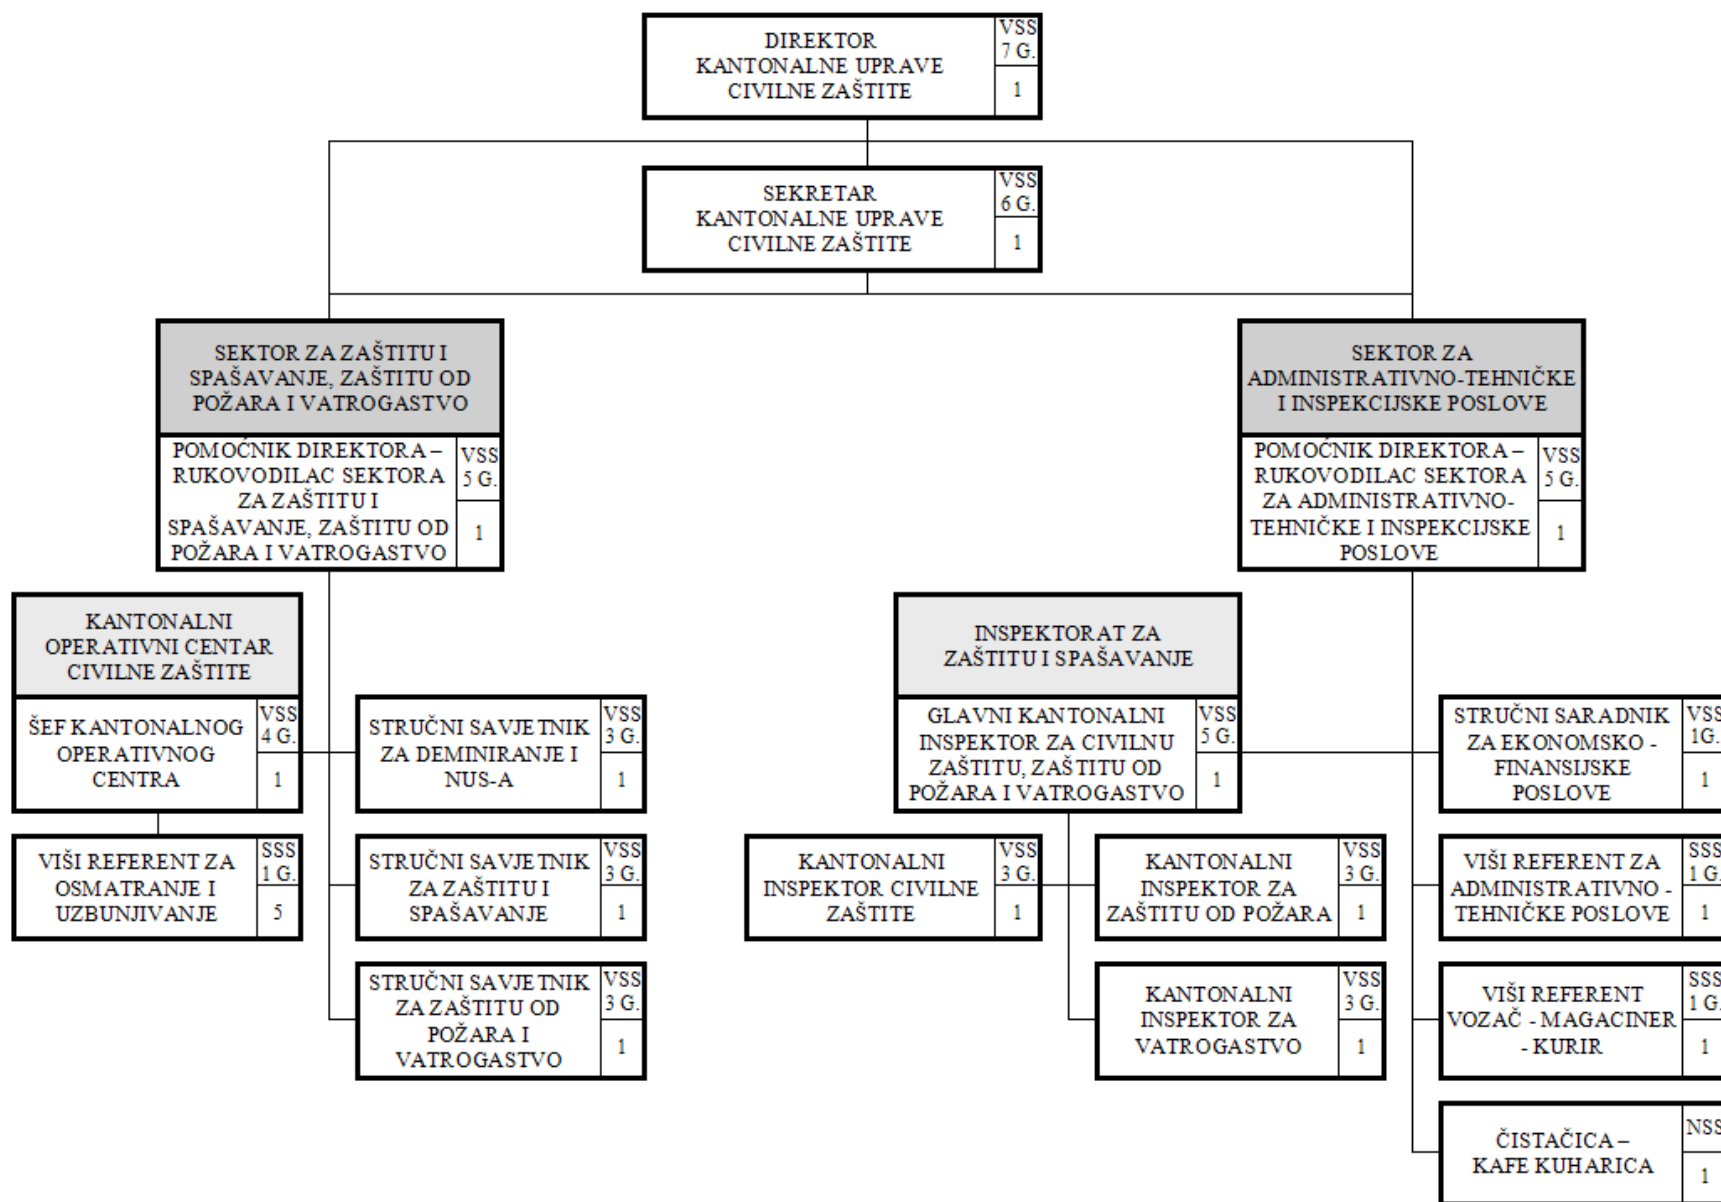 DIREKTOR
KANTONALNE UPRAVE
CIVILNE ZAŠTITE
VSS
7 G.
1
SEKRETAR
KANTONALNE UPRAVE
CIVILNE ZAŠTITE
VSS
6 G.
1
SEKTOR ZA ZAŠTITU I
SPAŠAVANJE, ZAŠTITU OD
POŽARA I VATROGASTVO
POMOĆNIK DIREKTORA –
RUKOVODILAC SEKTORA
ZA ZAŠTITU I
SPAŠAVANJE, ZAŠTITU OD
POŽARA I VATROGASTVO
VSS
5 G.
1
SEKTOR ZA
ADMINISTRATIVNO-TEHNIČKE
I INSPEKCIJSKE POSLOVE
POMOĆNIK DIREKTORA –
RUKOVODILAC SEKTORA
ZA ADMINISTRATIVNO-
TEHNIČKE I INSPEKCIJSKE
POSLOVE
VSS
5 G.
1
KANTONALNI
OPERATIVNI CENTAR
CIVILNE ZAŠTITE
ŠEF KANTONALNOG
OPERATIVNOG
CENTRA
VSS
4 G.
1
VIŠI REFERENT ZA
OSMATRANJE I
UZBUNJIVANJE
SSS
1 G.
5
STRUČNI SAVJETNIK
ZA DEMINIRANJE I
NUS-A
VSS
3 G.
1
STRUČNI SAVJETNIK
ZA ZAŠTITU I
SPAŠAVANJE
VSS
3 G.
1
STRUČNI SAVJETNIK
ZA ZAŠTITU OD
POŽARA I
VATROGASTVO
VSS
3 G.
1
INSPEKTORAT ZA
ZAŠTITU I SPAŠAVANJE
GLAVNI KANTONALNI
INSPEKTOR ZA CIVILNU
ZAŠTITU, ZAŠTITU OD
POŽARA I VATROGASTVO
VSS
5 G.
1
KANTONALNI
INSPEKTOR CIVILNE
ZAŠTITE
VSS
3 G.
1
KANTONALNI
INSPEKTOR ZA
ZAŠTITU OD POŽARA
VSS
3 G.
1
KANTONALNI
INSPEKTOR ZA
VATROGASTVO
VSS
3 G.
1
STRUČNI SARADNIK
ZA EKONOMSKO -
FINANSIJSKE
POSLOVE
VSS
1G.
1
VIŠI REFERENT ZA
ADMINISTRATIVNO -
TEHNIČKE POSLOVE
SSS
1 G.
1
VIŠI REFERENT
VOZAČ - MAGACINER
- KURIR
SSS
1 G.
1
ČISTAČICA –
KAFE KUHARICA
NSS
1